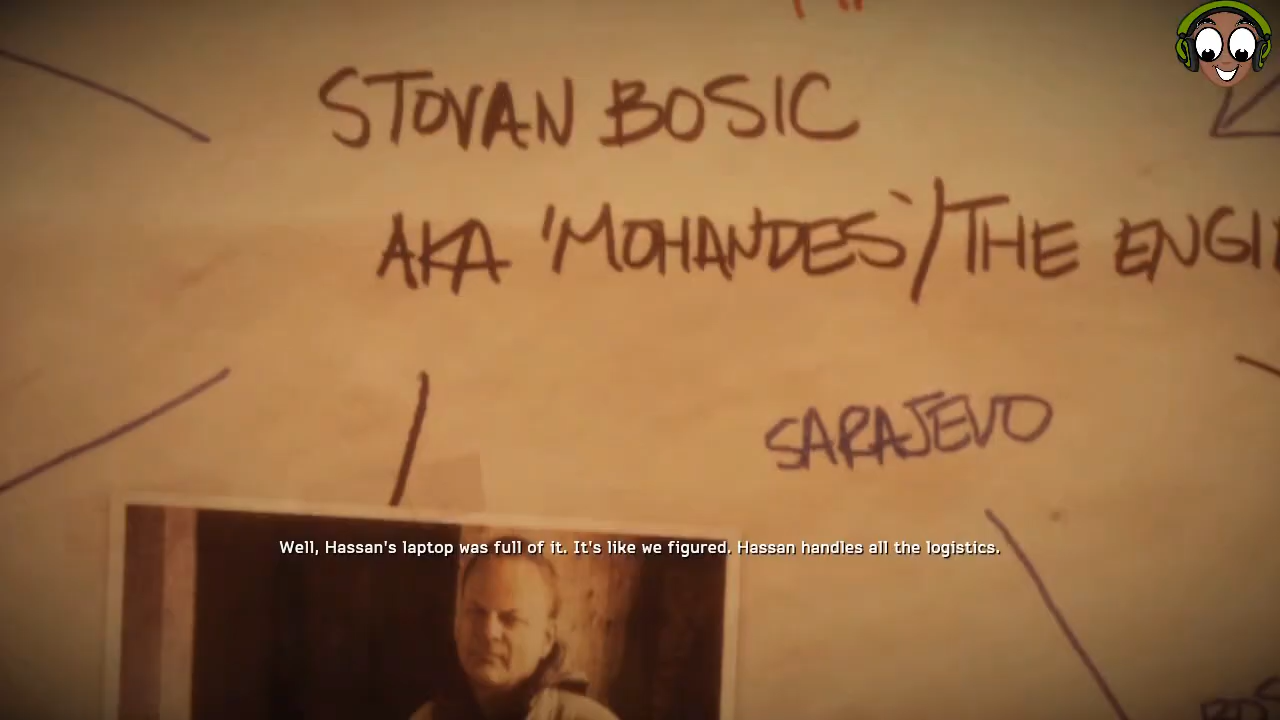 STOVAN BOSIC
AKA 'MOHANDES'/THE ENGI
SARAJEVO
Well, Hassan's laptop was full of it. It's like we figured. Hassan handles all the logistics.